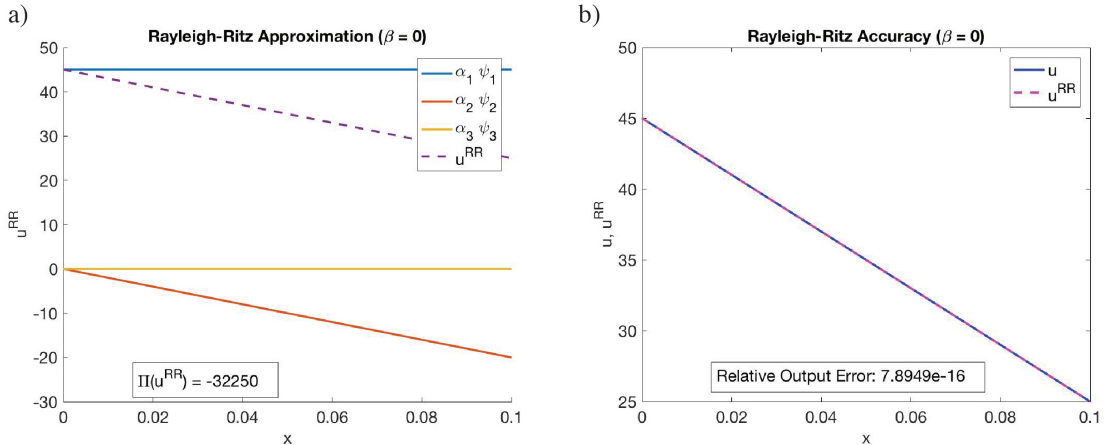 a)
Rayleigh-Ritz Approximation (β = 0)
50
40
30
20
10
0
-10
-20
-30
u^RR
α₁ ψ₁
α₂ ψ₂
α₃ ψ₃
u^RR
Π(u^RR) = -32250
0 0.02 0.04 0.06 0.08 0.1
x
b)
Rayleigh-Ritz Accuracy (β = 0)
50
45
40
35
30
25
u, u^RR
u
u^RR
Relative Output Error: 7.8949e-16
0 0.02 0.04 0.06 0.08 0.1
x